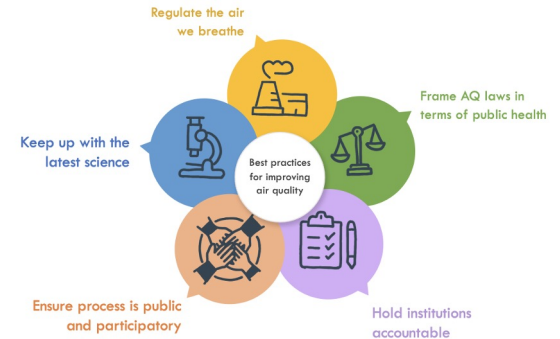 Regulate the air
we breathe
Frame AQ laws in
terms of public health
Keep up with the
latest science
Best practices
for improving
air quality
Ensure process is public
and participatory
Hold institutions
accountable